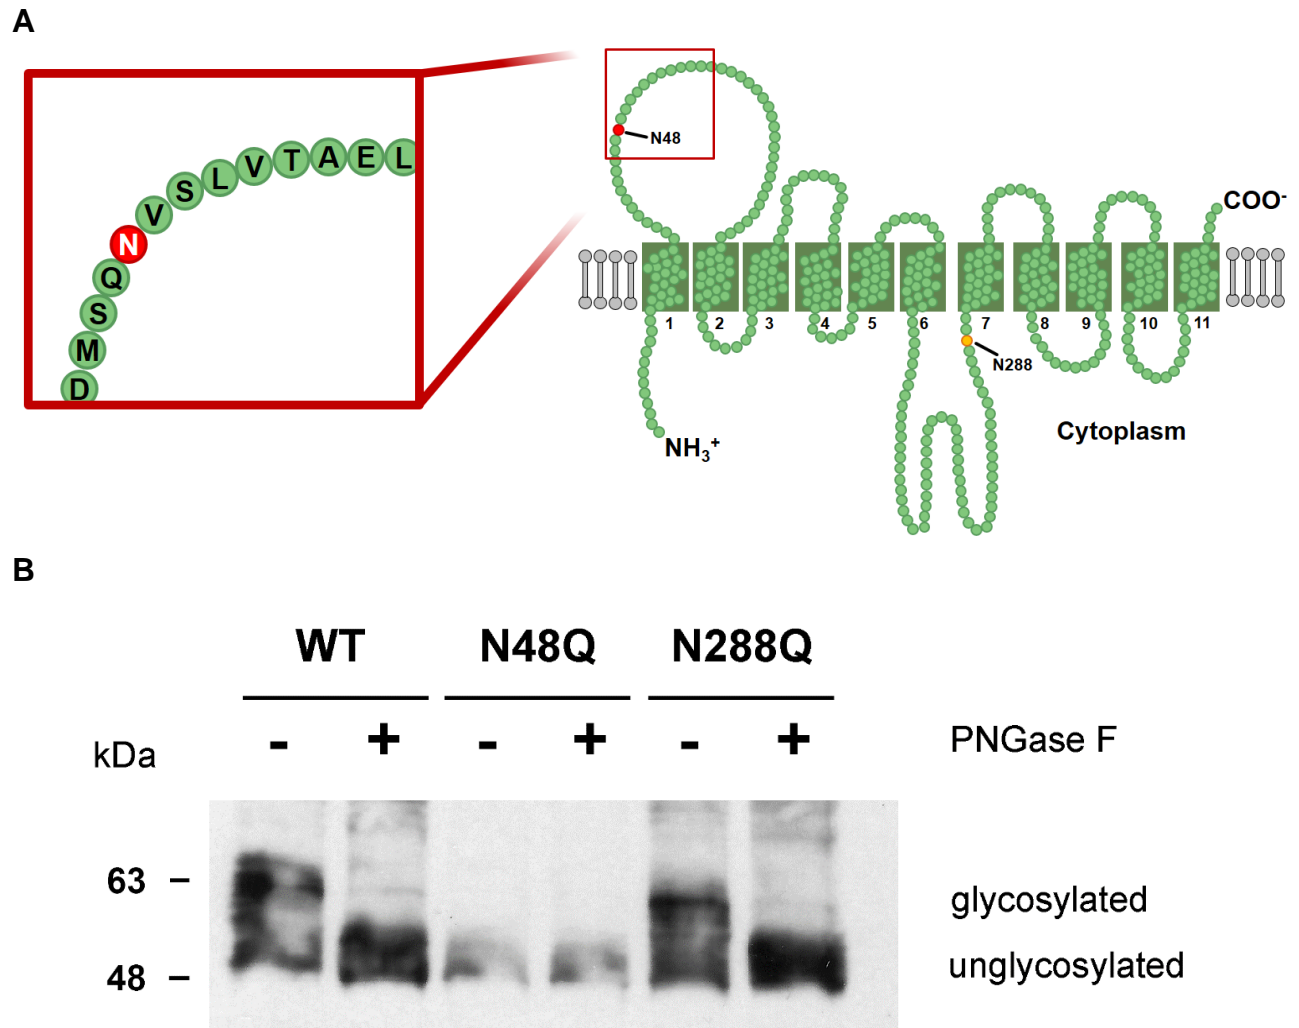 A
D M S Q N V S L V T A E L
N48
COO⁻
1 2 3 4 5 6 7 8 9 10 11
N288
NH₃⁺
Cytoplasm
B
WT N48Q N288Q
- + - + - + PNGase F
kDa
63 –
glycosylated
unglycosylated
48 –